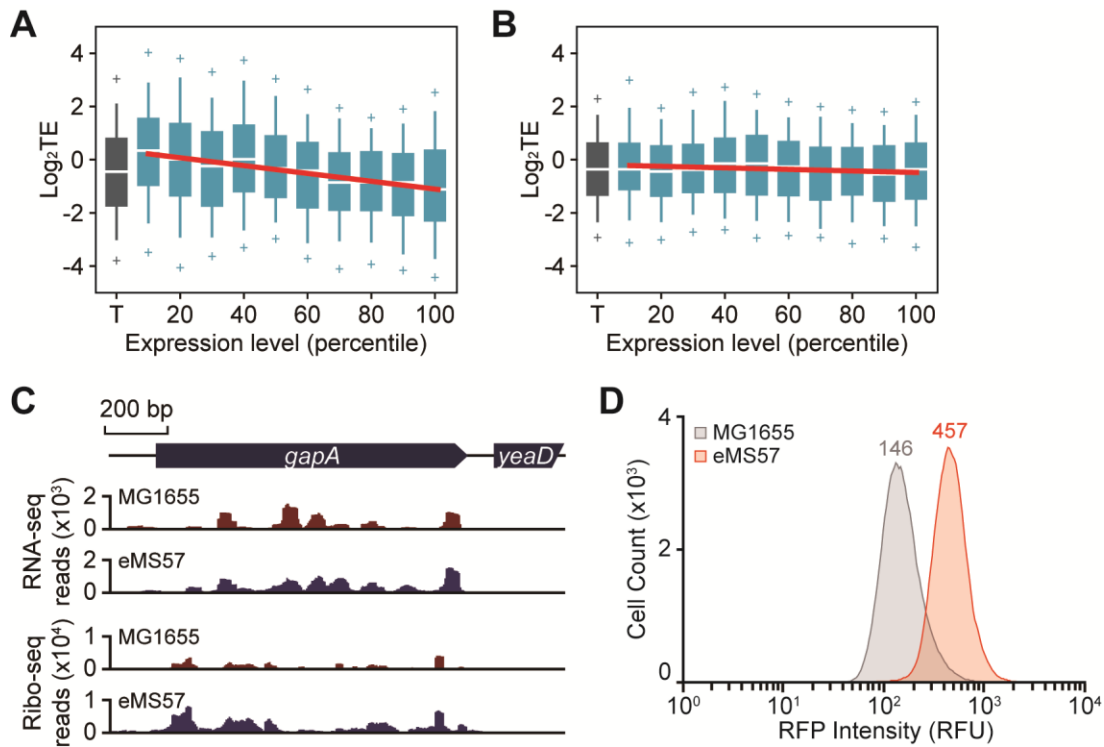 A
4
2
0
-2
-4
Log₂TE
T 20 40 60 80 100
Expression level (percentile)
B
4
2
0
-2
-4
Log₂TE
T 20 40 60 80 100
Expression level (percentile)
C
200 bp
gapA
yeaD
RNA-seq
reads (x10³)
MG1655
2
0
eMS57
2
0
Ribo-seq
reads (x10⁴)
MG1655
1
0
eMS57
1
0
D
MG1655
eMS57
146
457
4
2
0
Cell Count (x10³)
10⁰ 10¹ 10² 10³ 10⁴
RFP Intensity (RFU)